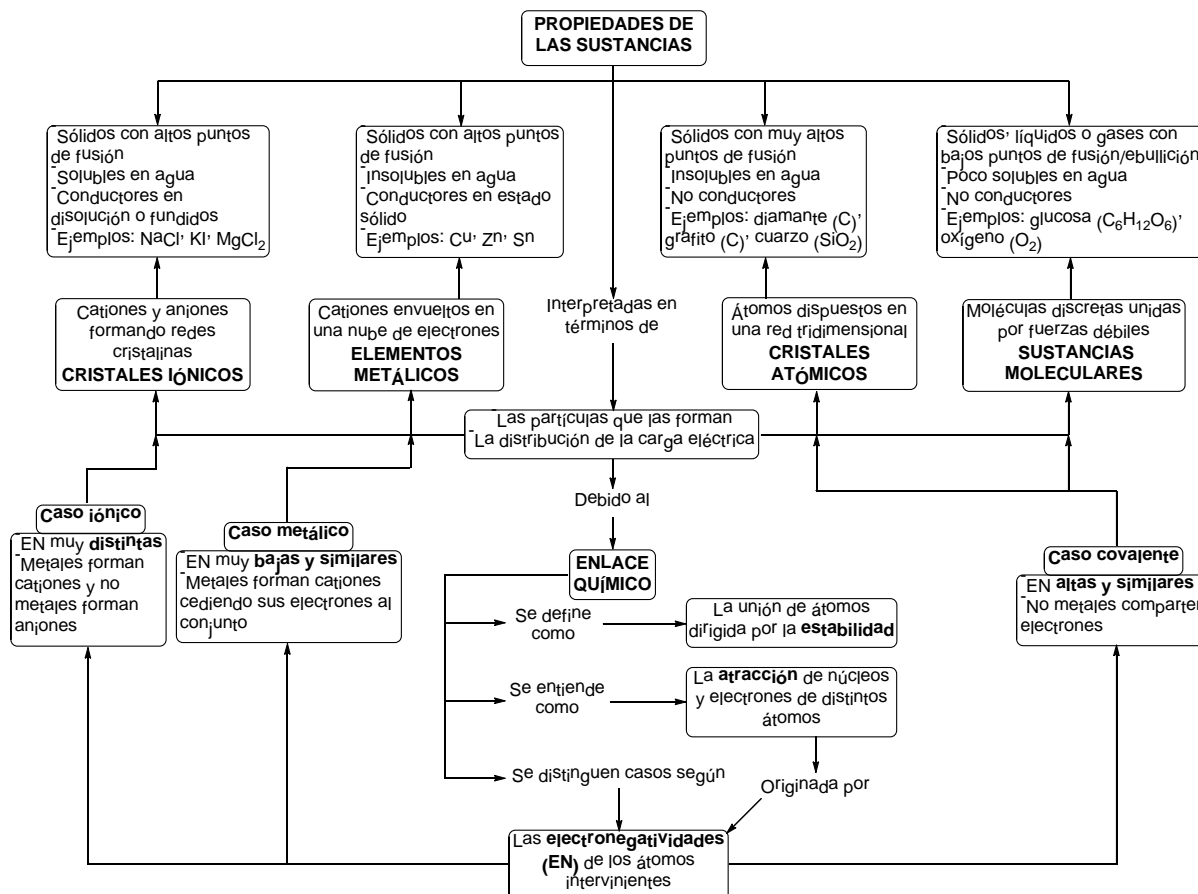 PROPIEDADES DE
LAS SUSTANCIAS
-Sólidos con altos puntos
de fusión
-Solubles en agua
-Conductores en
disolución o fundidos
-Ejemplos: NaCl, KI, MgCl2
-Sólidos con altos puntos
de fusión
-Insolubles en agua
-Conductores en estado
sólido
-Ejemplos: Cu, Zn, Sn
-Sólidos con muy altos
puntos de fusión
-Insolubles en agua
-No conductores
-Ejemplos: diamante (C),
grafito (C), cuarzo (SiO2)
-Sólidos, líquidos o gases con
bajos puntos de fusión/ebullición
-Poco solubles en agua
-No conductores
-Ejemplos: glucosa (C6H12O6),
oxígeno (O2)
Cationes y aniones
formando redes
cristalinas
CRISTALES IÓNICOS
Cationes envueltos en
una nube de electrones
ELEMENTOS
METÁLICOS
Interpretadas en
términos de
Átomos dispuestos en
una red tridimensional
CRISTALES
ATÓMICOS
Moléculas discretas unidas
por fuerzas débiles
SUSTANCIAS
MOLECULARES
-Las partículas que las forman
-La distribución de la carga eléctrica
Debido al
Caso iónico
-EN muy distintas
-Metales forman
cationes y no
metales forman
aniones
Caso metálico
-EN muy bajas y similares
-Metales forman cationes
cediendo sus electrones al
conjunto
ENLACE
QUÍMICO
Caso covalente
-EN altas y similares
-No metales comparten
electrones
Se define
como
La unión de átomos
dirigida por la estabilidad
Se entiende
como
La atracción de núcleos
y electrones de distintos
átomos
Se distinguen casos según
Originada por
Las electronegatividades
(EN) de los átomos
intervinientes